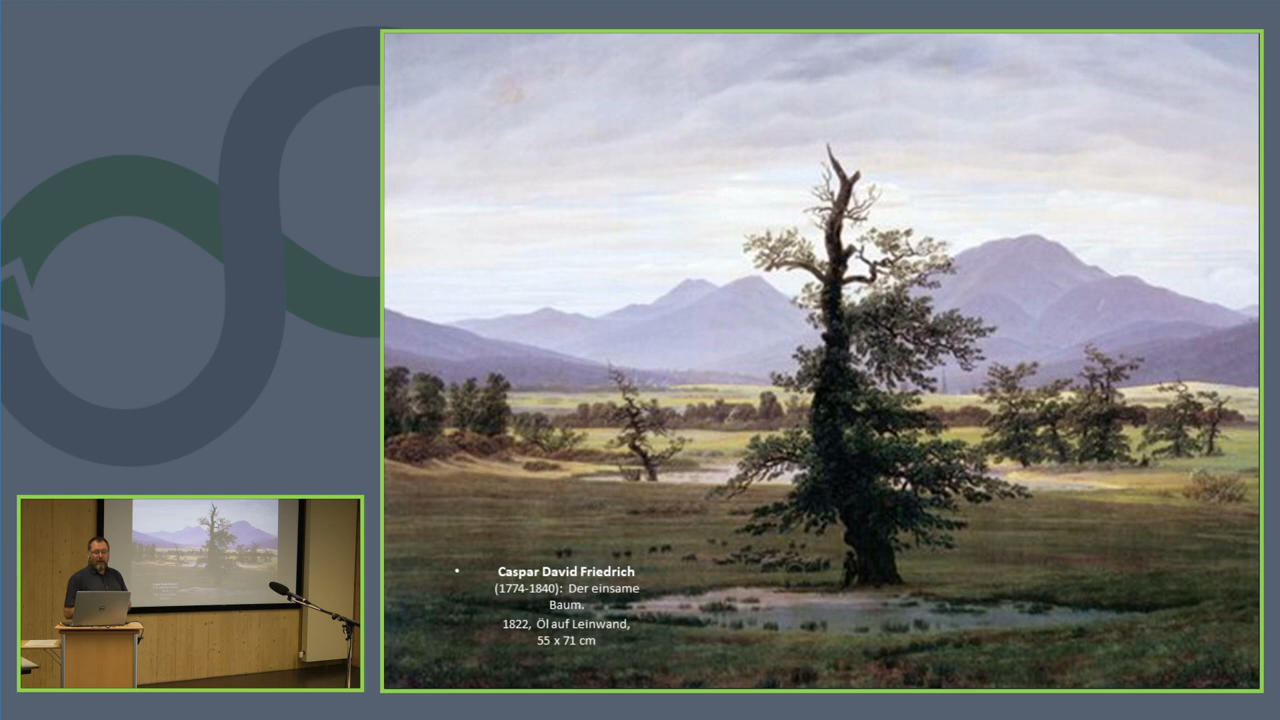 • Caspar David Friedrich
(1774-1840): Der einsame
Baum.
1822, Öl auf Leinwand,
55 x 71 cm